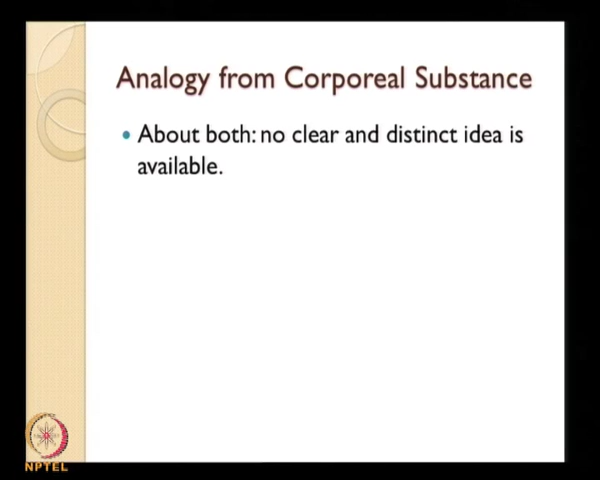 Analogy from Corporeal Substance
• About both: no clear and distinct idea is
available.
NPTEL